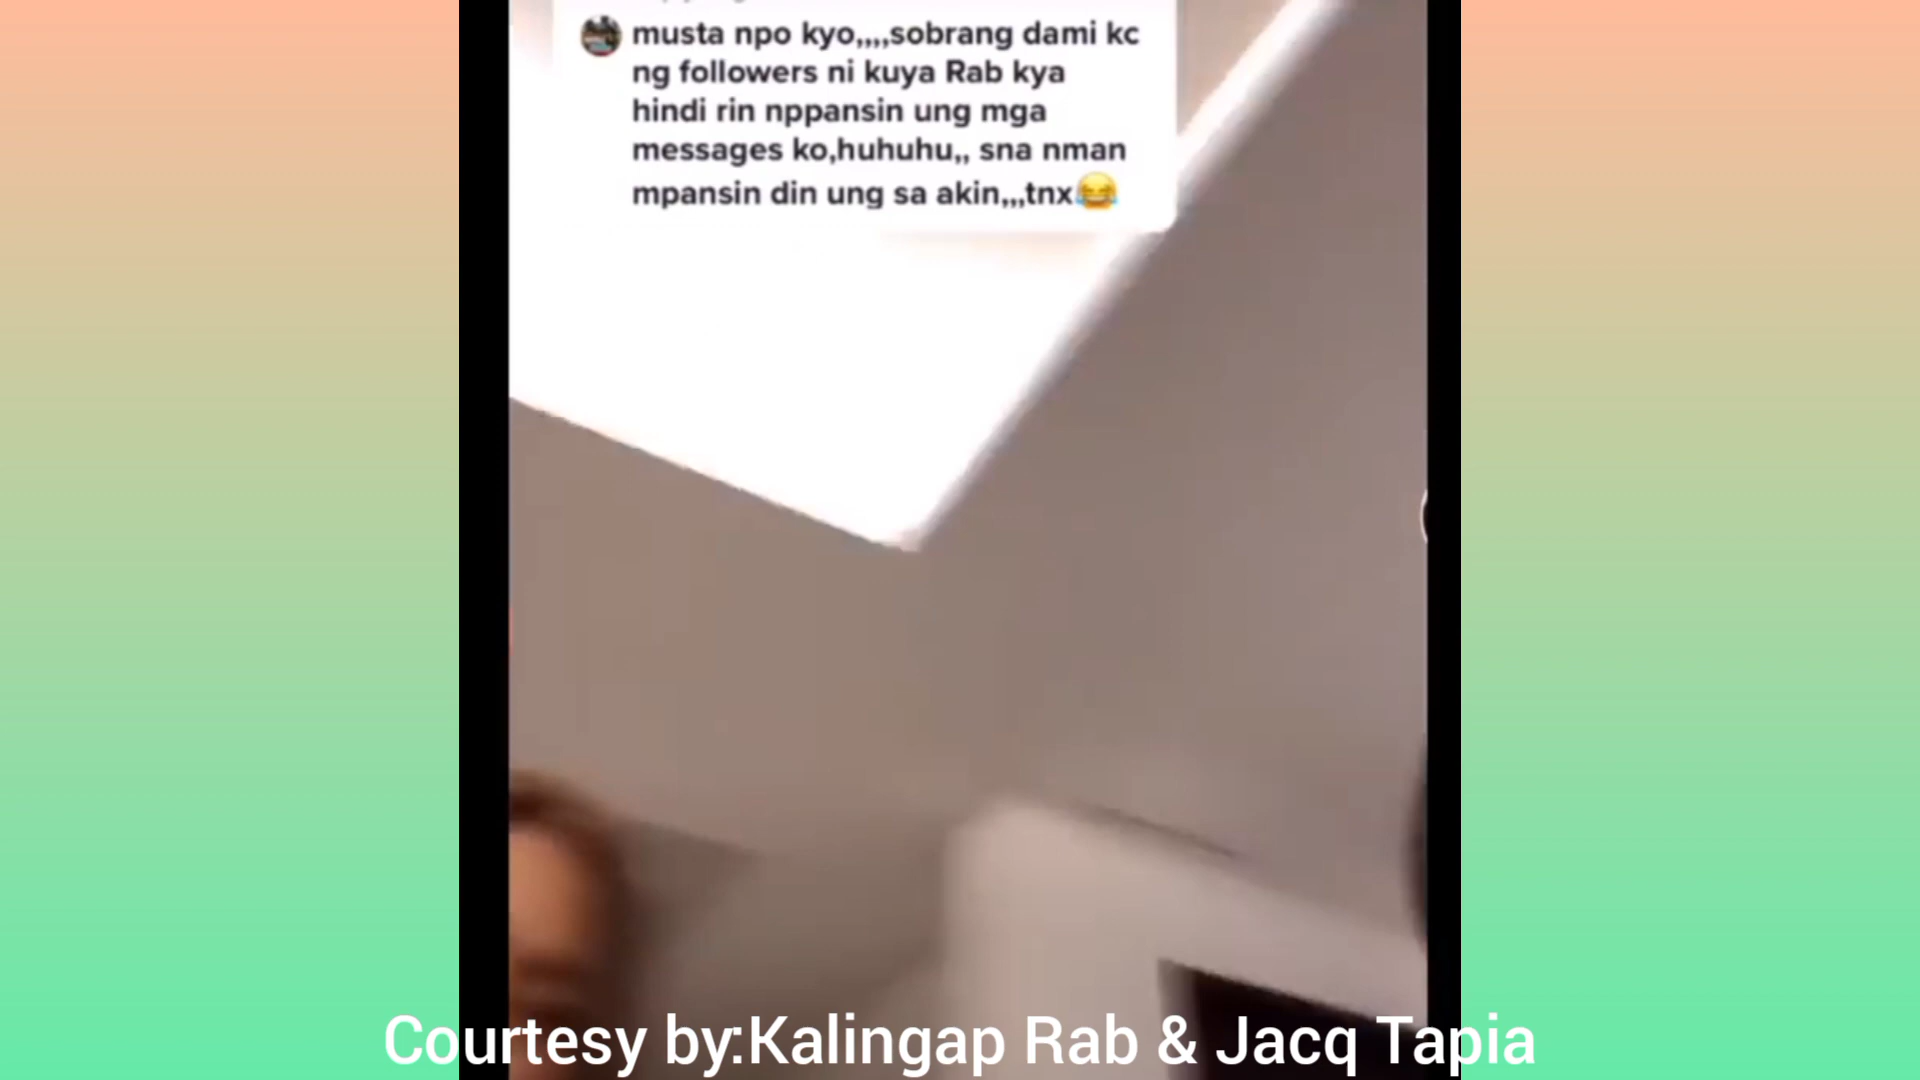 musta npo kyo,,,,sobrang dami kc
ng followers ni kuya Rab kya
hindi rin nppansin ung mga
messages ko,huhuhu,, sna nman
mpansin din ung sa akin,,,tnx😂
Courtesy by:Kalingap Rab & Jacq Tapia